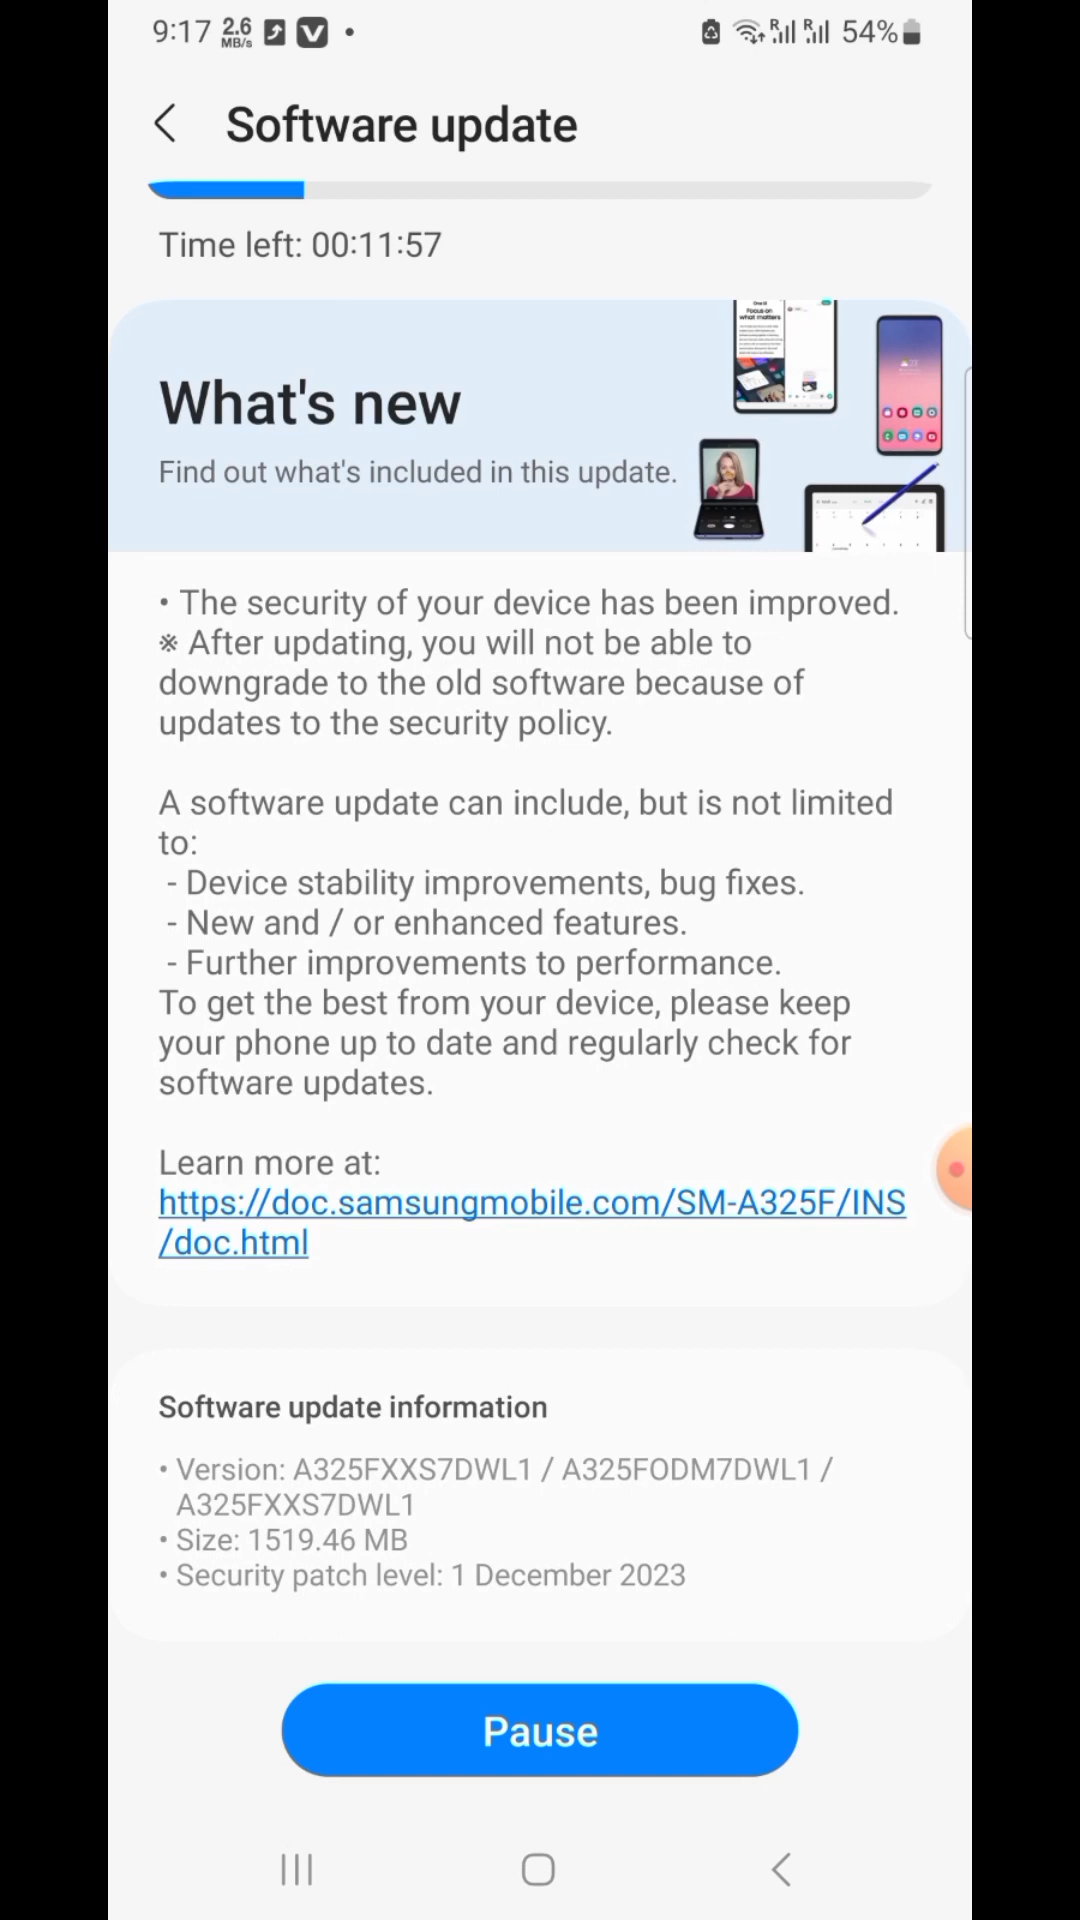 9:17 2.6 MB/s V • R R 54%
Software update
Time left: 00:11:57
One UI
Focus on
what matters
What's new
Find out what's included in this update.
• The security of your device has been improved.
※ After updating, you will not be able to
downgrade to the old software because of
updates to the security policy.
A software update can include, but is not limited
to:
- Device stability improvements, bug fixes.
- New and / or enhanced features.
- Further improvements to performance.
To get the best from your device, please keep
your phone up to date and regularly check for
software updates.
Learn more at:
https://doc.samsungmobile.com/SM-A325F/INS
/doc.html
Software update information
• Version: A325FXXS7DWL1 / A325FODM7DWL1 /
A325FXXS7DWL1
• Size: 1519.46 MB
• Security patch level: 1 December 2023
Pause